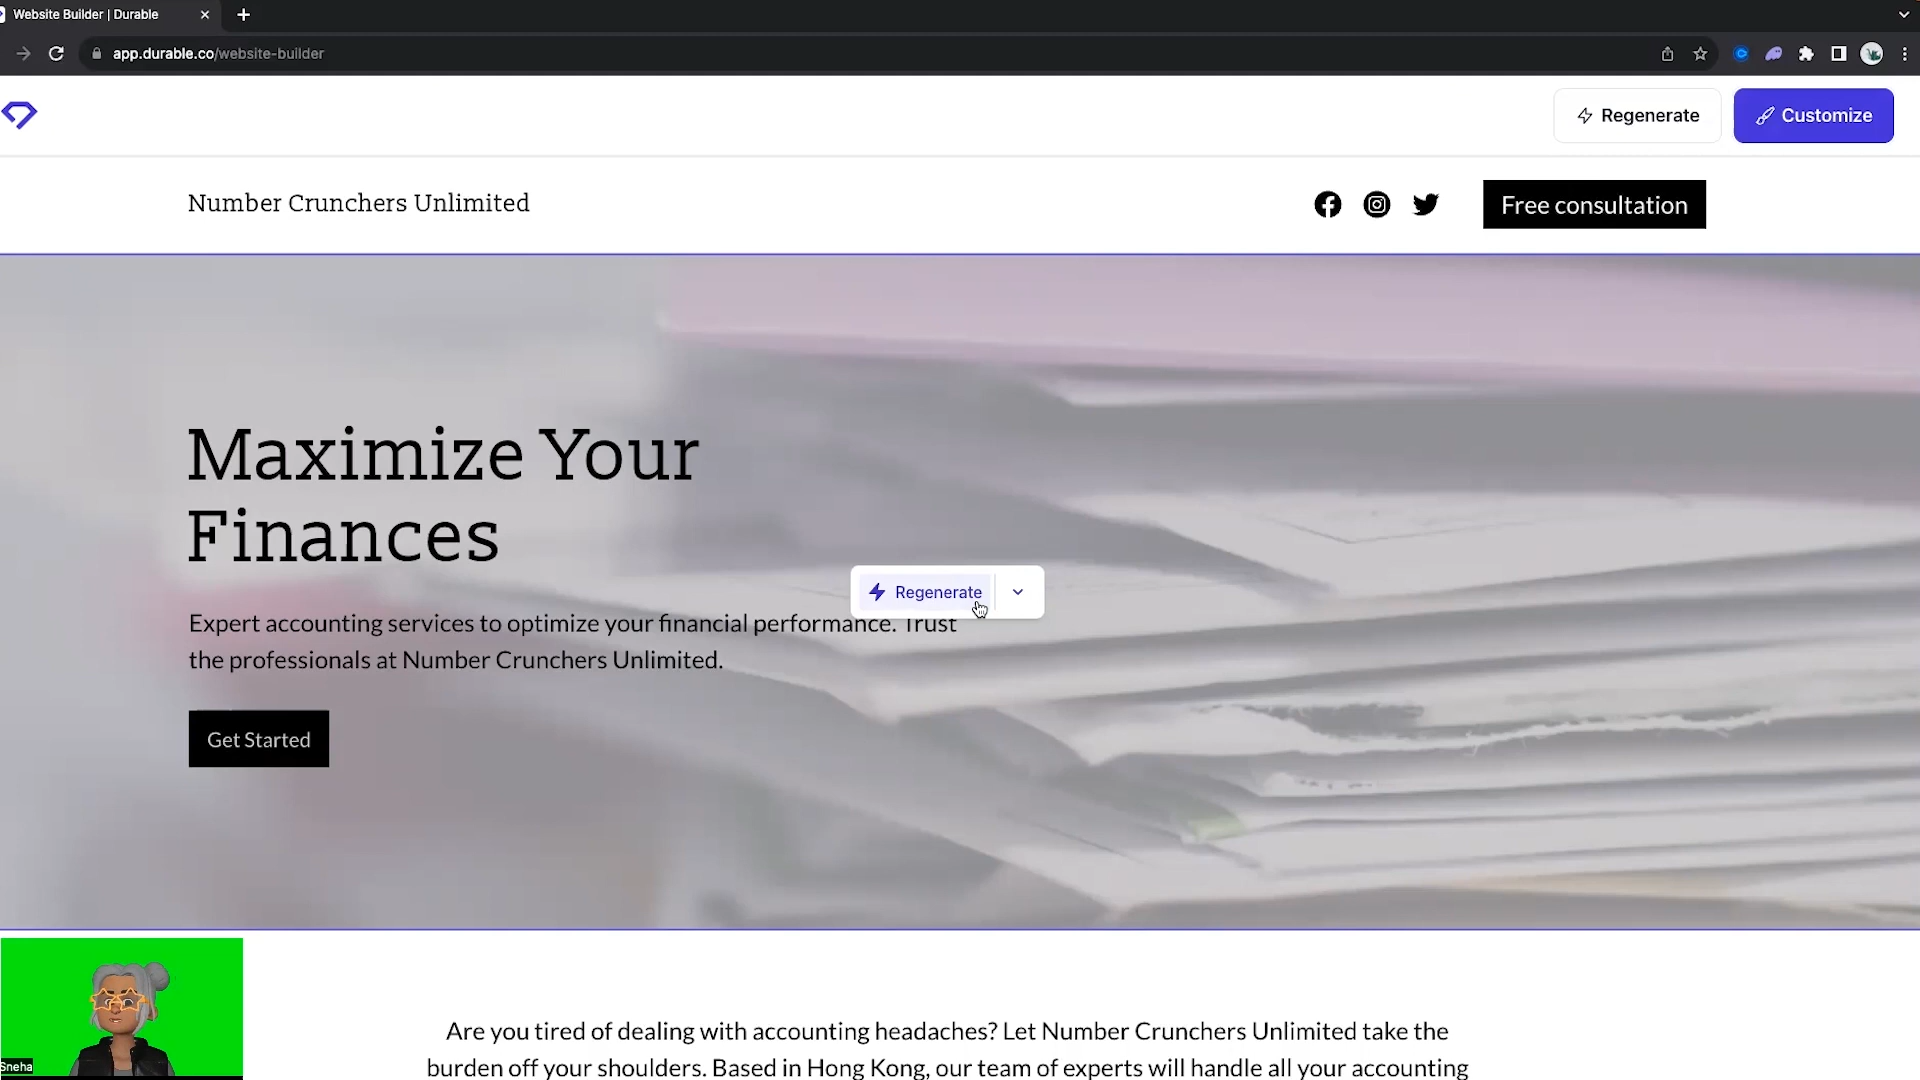 Website Builder | Durable
app.durable.co/website-builder
Regenerate
Customize
Number Crunchers Unlimited
Free consultation
Maximize Your
Finances
Regenerate
Expert accounting services to optimize your financial performance. Trust
the professionals at Number Crunchers Unlimited.
Get Started
Sneha
Are you tired of dealing with accounting headaches? Let Number Crunchers Unlimited take the
burden off your shoulders. Based in Hong Kong, our team of experts will handle all your accounting